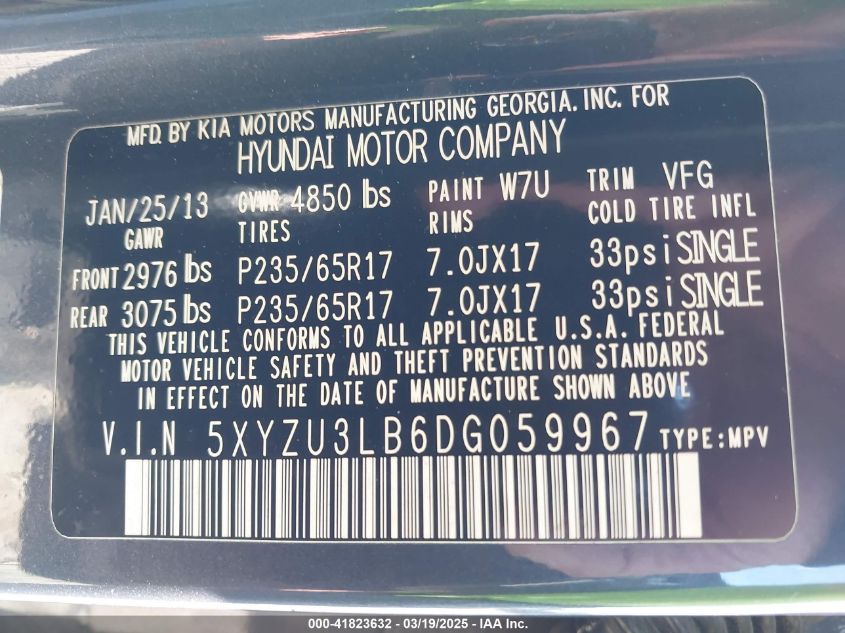 MFD. BY KIA MOTORS MANUFACTURING GEORGIA. INC. FOR
HYUNDAI MOTOR COMPANY
JAN/25/13 GVWR 4850 lbs PAINT W7U TRIM VFG
GAWR TIRES RIMS COLD TIRE INFL
FRONT 2976 lbs P235/65R17 7.0JX17 33psi SINGLE
REAR 3075 lbs P235/65R17 7.0JX17 33psi SINGLE
THIS VEHICLE CONFORMS TO ALL APPLICABLE U.S.A. FEDERAL
MOTOR VEHICLE SAFETY AND THEFT PREVENTION STANDARDS
IN EFFECT ON THE DATE OF MANUFACTURE SHOWN ABOVE
V.I.N 5XYZU3LB6DG059967 TYPE:MPV
000-41823632 - 03/19/2025 - IAA Inc.